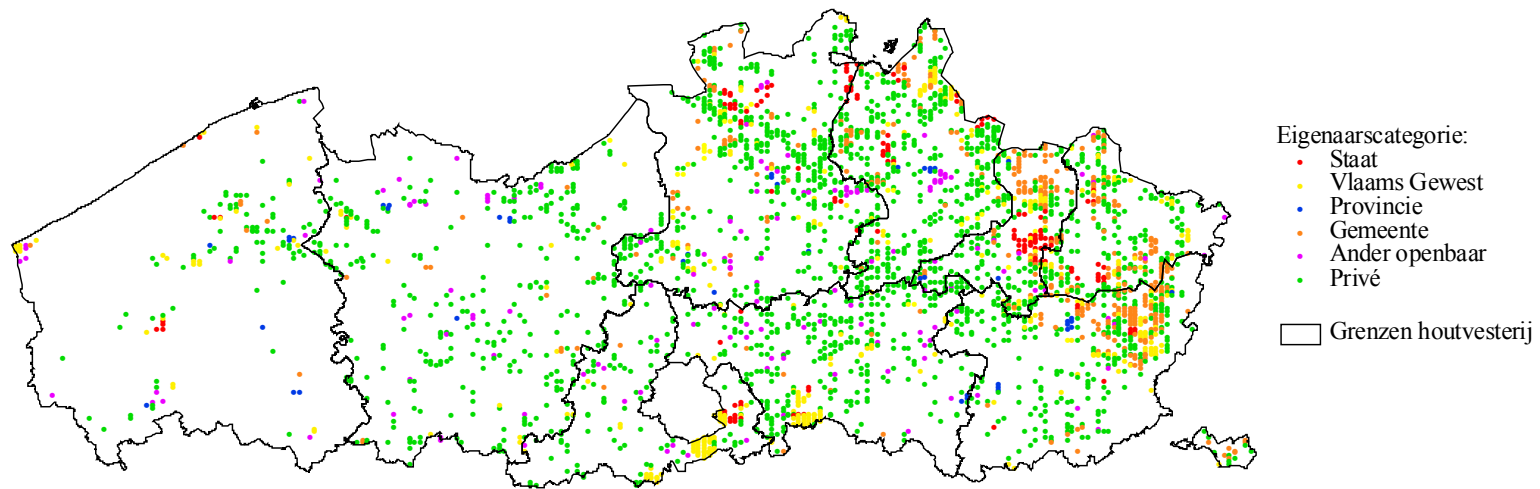 Eigenaarscategorie:
Staat
Vlaams Gewest
Provincie
Gemeente
Ander openbaar
Privé
Grenzen houtvesterij